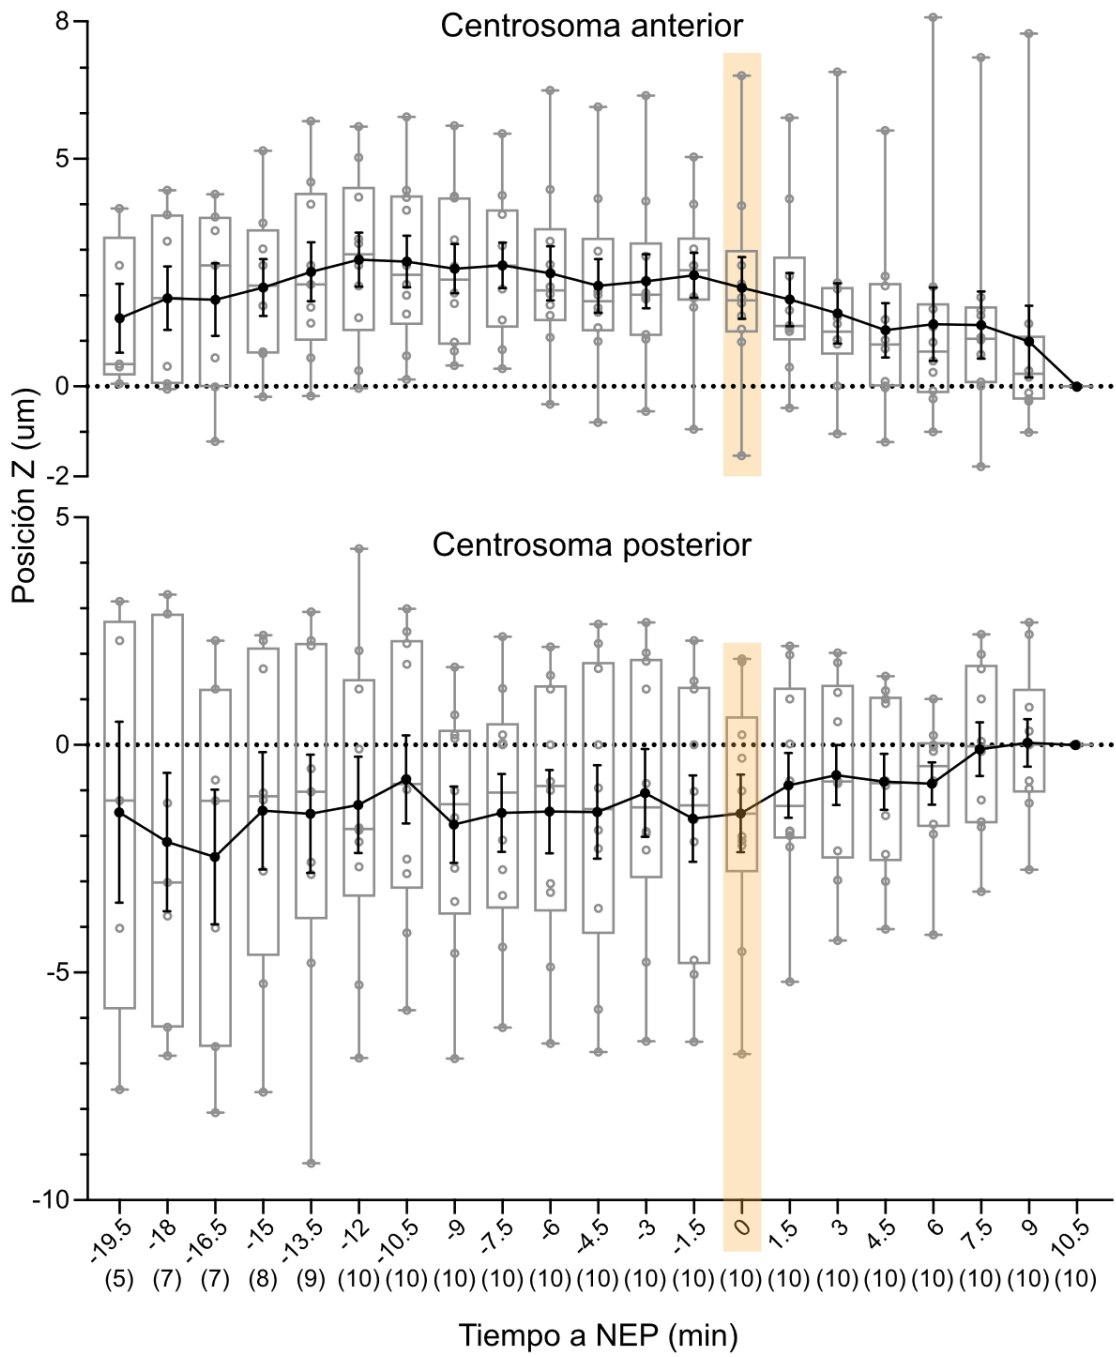 Centrosoma anterior
8
5
0
-2
Posición Z (um)
Centrosoma posterior
5
0
-5
-10
-19.5 -18 -16.5 -15 -13.5 -12 -10.5 -9 -7.5 -6 -4.5 -3 -1.5 0 1.5 3 4.5 6 7.5 9 10.5
(5) (7) (7) (8) (9) (10) (10) (10) (10) (10) (10) (10) (10) (10) (10) (10) (10) (10) (10) (10) (10)
Tiempo a NEP (min)